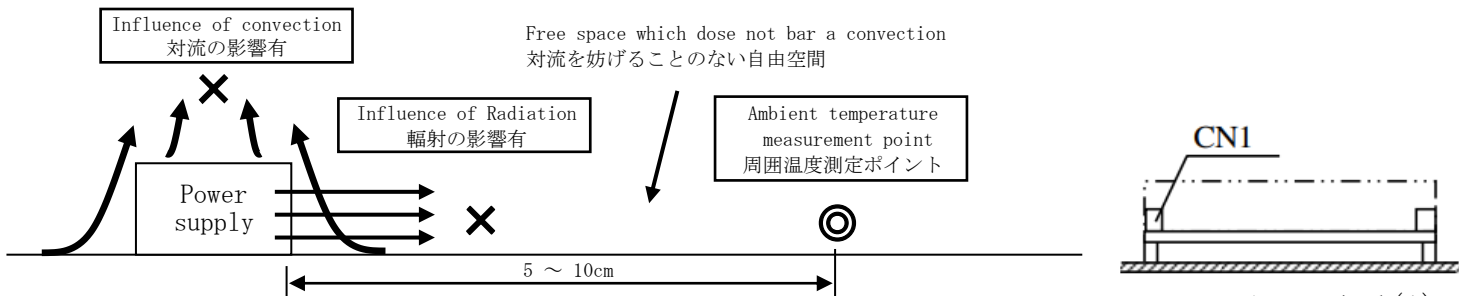 Influence of convection
対流の影響有
Free space which dose not bar a convection
対流を妨げることのない自由空間
Influence of Radiation
輻射の影響有
Ambient temperature
measurement point
周囲温度測定ポイント
CN1
Power
supply
5 ～ 10cm